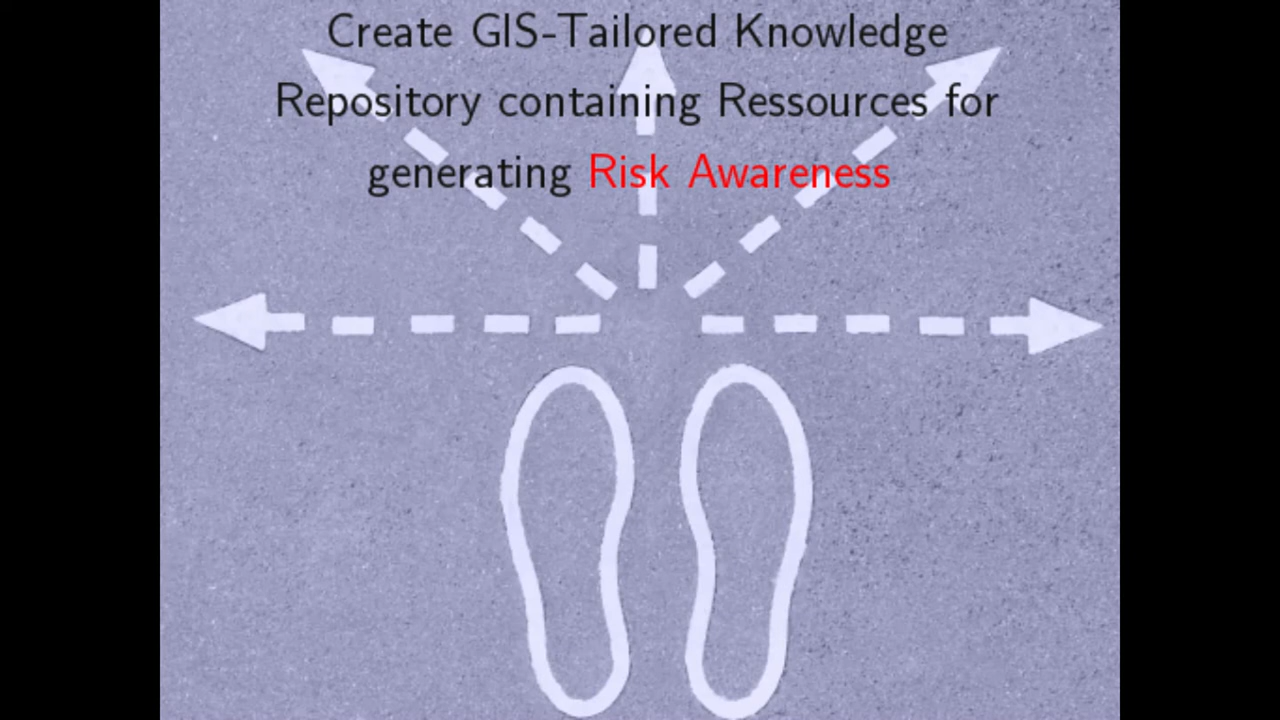 Create GIS-Tailored Knowledge
Repository containing Ressources for
generating Risk Awareness